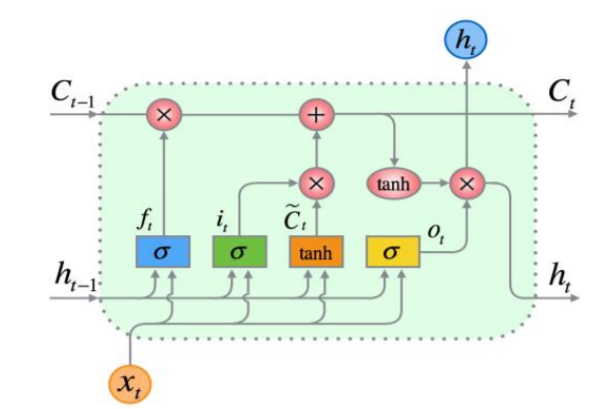 h_t
C_{t-1} × + C_t
× tanh ×
f_t i_t C̃_t o_t
σ σ tanh σ
h_{t-1} h_t
x_t